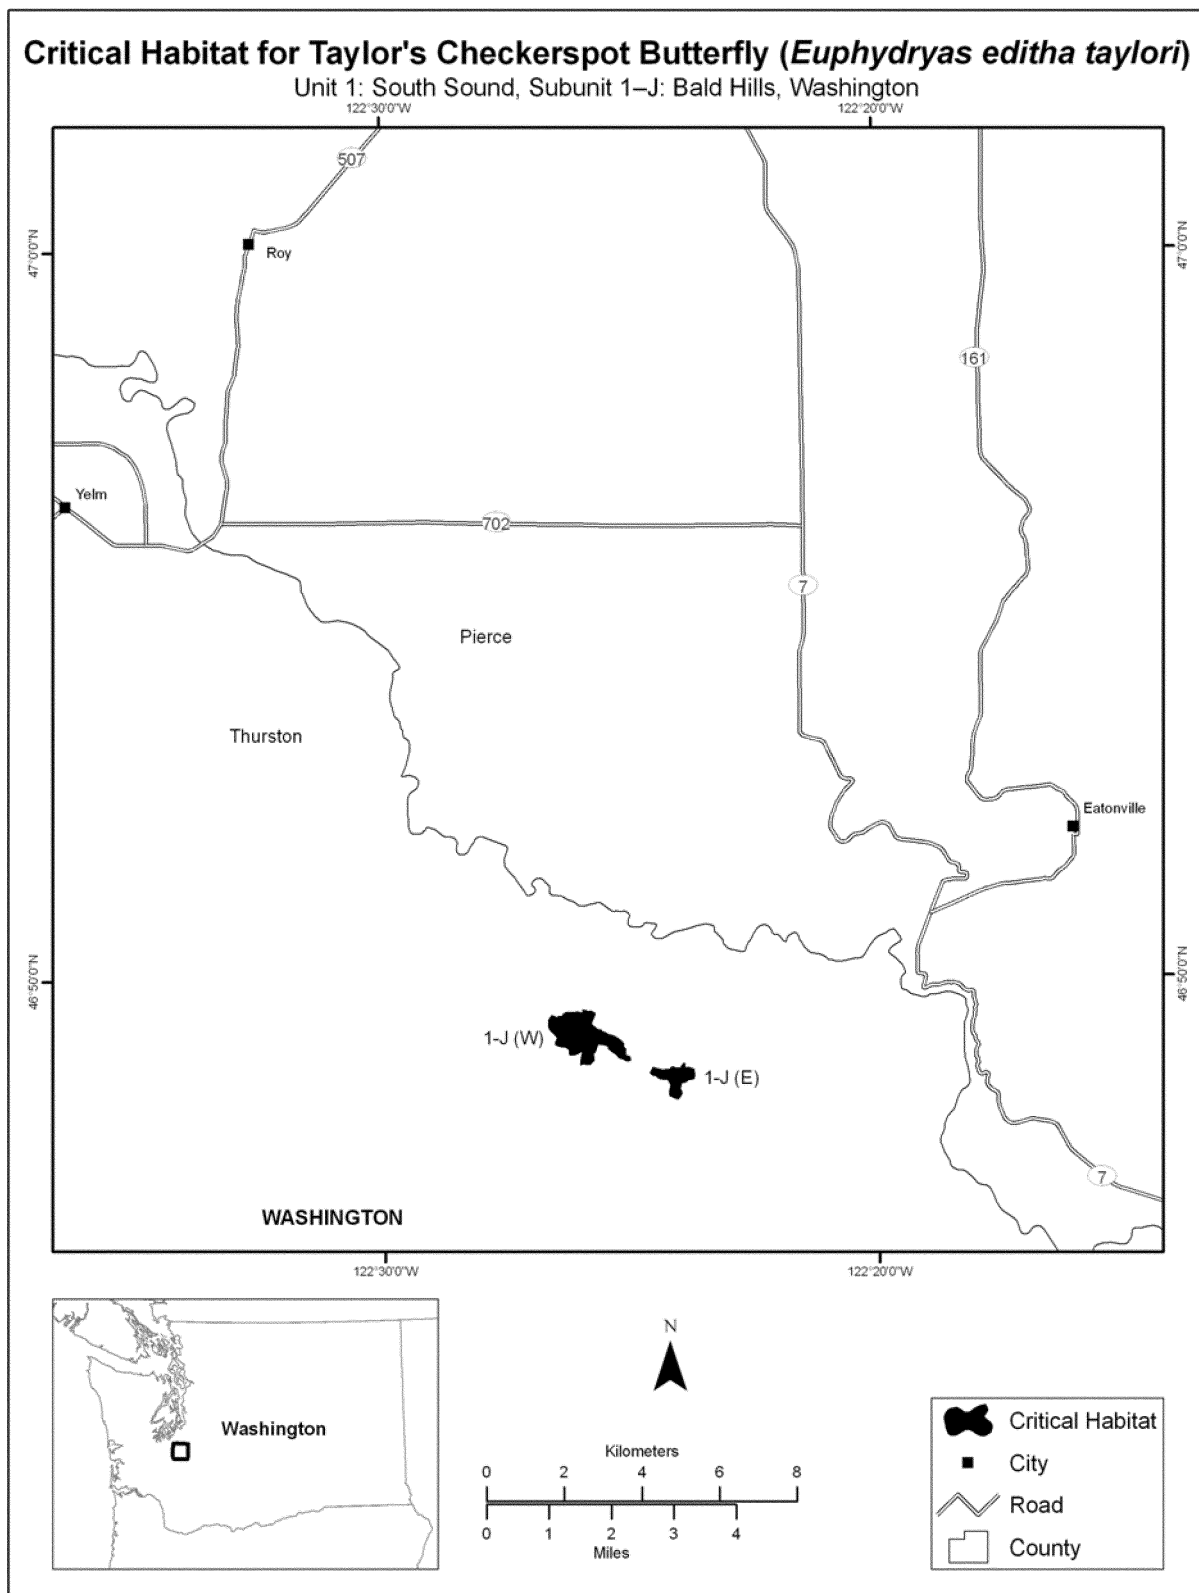 Critical Habitat for Taylor's Checkerspot Butterfly (Euphydryas editha taylori)
Unit 1: South Sound, Subunit 1–J: Bald Hills, Washington
122°30'0"W
122°20'0"W
507
47°0'0"N
Roy
47°0'0"N
161
Yelm
702
7
Pierce
Thurston
Eatonville
46°50'0"N
46°50'0"N
1-J (W)
1-J (E)
7
WASHINGTON
122°30'0"W
122°20'0"W
N
Washington
Kilometers
0 2 4 6 8
0 1 2 3 4
Miles
Critical Habitat
City
Road
County